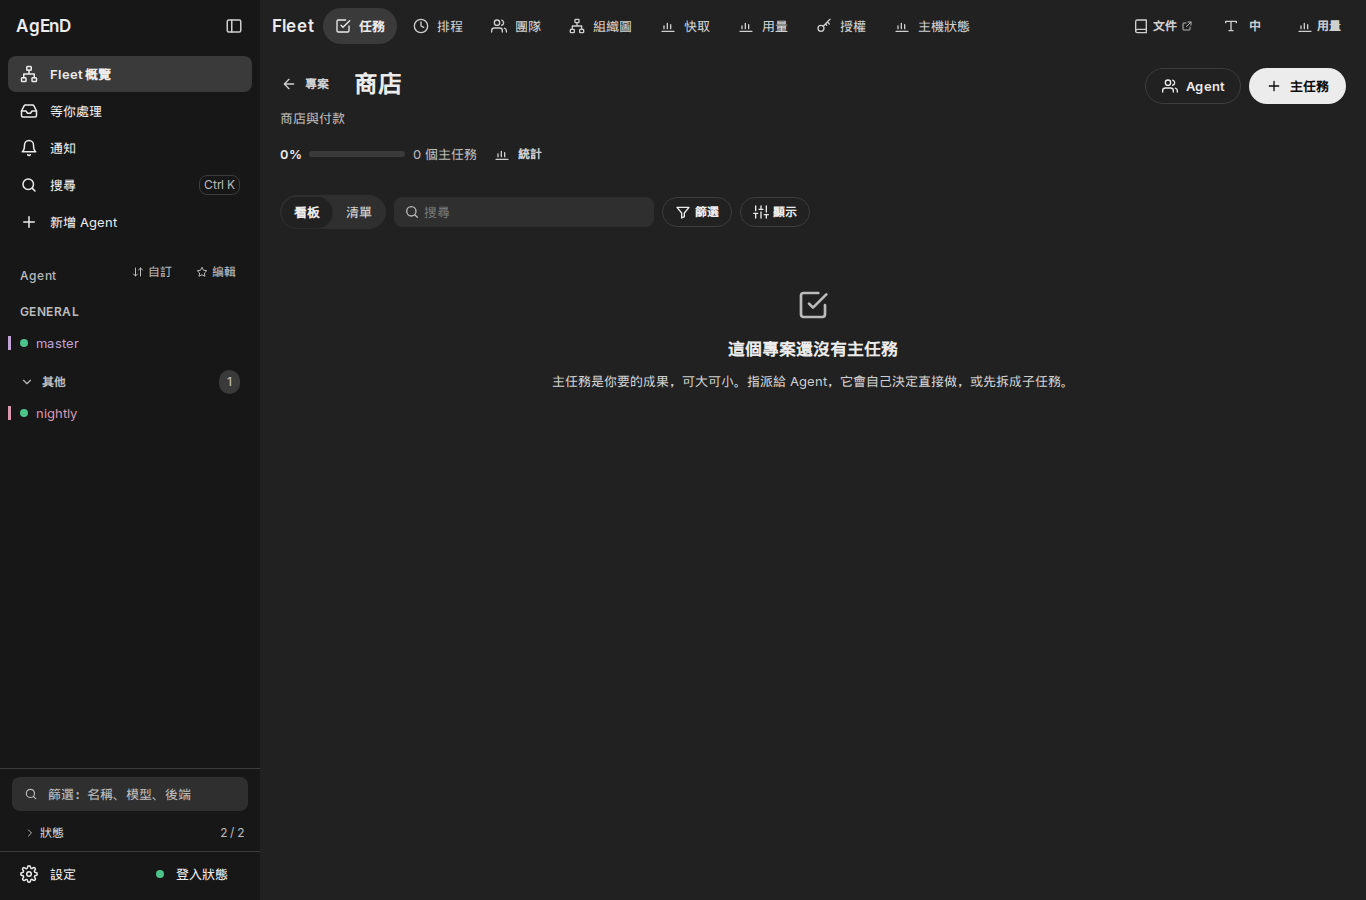 AgEnD
Fleet 概覽
等你處理
通知
搜尋 Ctrl K
新增 Agent
Agent 自訂 編輯
GENERAL
master
其他 1
nightly
篩選：名稱、模型、後端
狀態 2 / 2
設定 登入狀態
Fleet 任務 排程 團隊 組織圖 快取 用量 授權 主機狀態 文件 中 用量
專案 商店 Agent 主任務
商店與付款
0% 0 個主任務 統計
看板 清單 搜尋 篩選 顯示
這個專案還沒有主任務
主任務是你要的成果，可大可小。指派給 Agent，它會自己決定直接做，或先拆成子任務。